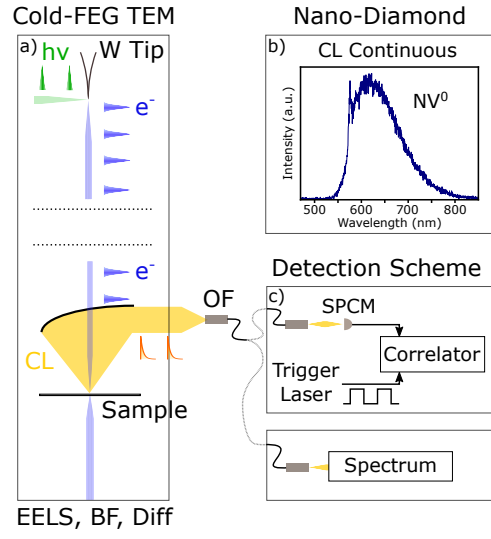 Cold-FEG TEM
a)
hν
W Tip
e⁻
e⁻
CL
OF
Sample
EELS, BF, Diff
Nano-Diamond
b)
CL Continuous
NV⁰
Intensity (a.u.)
500 600 700 800
Wavelength (nm)
Detection Scheme
c)
SPCM
Correlator
Trigger
Laser
Spectrum